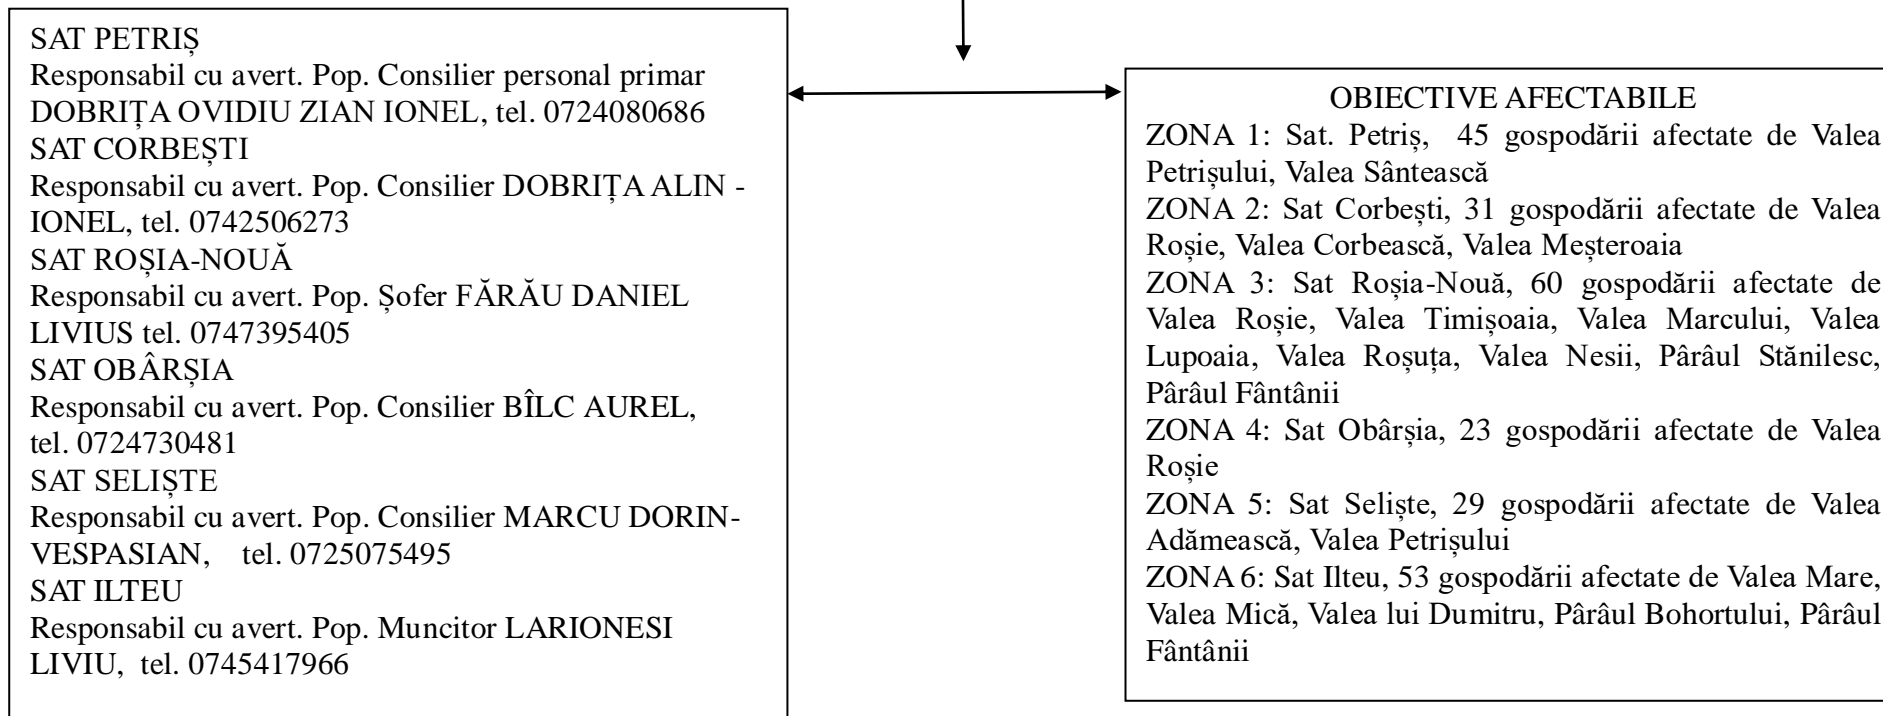 SAT PETRIȘ
Responsabil cu avert. Pop. Consilier personal primar
DOBRIȚA OVIDIU ZIAN IONEL, tel. 0724080686
SAT CORBEȘTI
Responsabil cu avert. Pop. Consilier DOBRIȚA ALIN -
IONEL, tel. 0742506273
SAT ROȘIA-NOUĂ
Responsabil cu avert. Pop. Șofer FĂRĂU DANIEL
LIVIUS tel. 0747395405
SAT OBÂRȘIA
Responsabil cu avert. Pop. Consilier BÎLC AUREL,
tel. 0724730481
SAT SELIȘTE
Responsabil cu avert. Pop. Consilier MARCU DORIN-
VESPASIAN, tel. 0725075495
SAT ILTEU
Responsabil cu avert. Pop. Muncitor LARIONESI
LIVIU, tel. 0745417966
OBIECTIVE AFECTABILE
ZONA 1: Sat. Petriș, 45 gospodării afectate de Valea
Petrișului, Valea Sântească
ZONA 2: Sat Corbești, 31 gospodării afectate de Valea
Roșie, Valea Corbească, Valea Meșteroaia
ZONA 3: Sat Roșia-Nouă, 60 gospodării afectate de
Valea Roșie, Valea Timișoaia, Valea Marcului, Valea
Lupoaia, Valea Roșuța, Valea Nesii, Pârâul Stănilesc,
Pârâul Fântânii
ZONA 4: Sat Obârșia, 23 gospodării afectate de Valea
Roșie
ZONA 5: Sat Seliște, 29 gospodării afectate de Valea
Adămească, Valea Petrișului
ZONA 6: Sat Ilteu, 53 gospodării afectate de Valea Mare,
Valea Mică, Valea lui Dumitru, Pârâul Bohortului, Pârâul
Fântânii